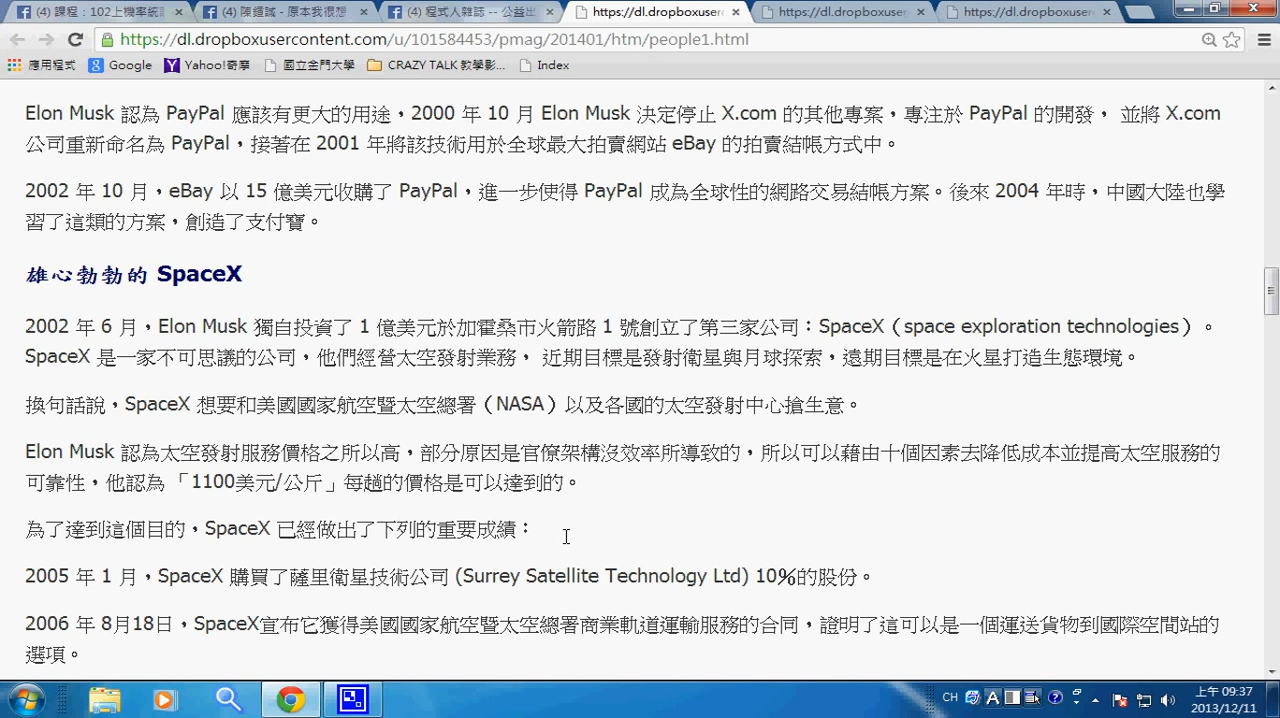 (4) 課程：102上機率統計
(4) 陳鍾誠 - 原本我很想
(4) 程式人雜誌 -- 公益出
https://dl.dropboxuser
https://dl.dropboxuser
https://dl.dropboxuser
https://dl.dropboxusercontent.com/u/101584453/pmag/201401/htm/people1.html
應用程式 Google Yahoo!奇摩 國立金門大學 CRAZY TALK 教學影... Index
Elon Musk 認為 PayPal 應該有更大的用途，2000 年 10 月 Elon Musk 決定停止 X.com 的其他專案，專注於 PayPal 的開發， 並將 X.com
公司重新命名為 PayPal，接著在 2001 年將該技術用於全球最大拍賣網站 eBay 的拍賣結帳方式中。
2002 年 10 月，eBay 以 15 億美元收購了 PayPal，進一步使得 PayPal 成為全球性的網路交易結帳方案。後來 2004 年時，中國大陸也學
習了這類的方案，創造了支付寶。
雄心勃勃的 SpaceX
2002 年 6 月，Elon Musk 獨自投資了 1 億美元於加霍桑市火箭路 1 號創立了第三家公司：SpaceX（space exploration technologies）。
SpaceX 是一家不可思議的公司，他們經營太空發射業務， 近期目標是發射衛星與月球探索，遠期目標是在火星打造生態環境。
換句話說，SpaceX 想要和美國國家航空暨太空總署（NASA）以及各國的太空發射中心搶生意。
Elon Musk 認為太空發射服務價格之所以高，部分原因是官僚架構沒效率所導致的，所以可以藉由十個因素去降低成本並提高太空服務的
可靠性，他認為 「1100美元/公斤」每趟的價格是可以達到的。
為了達到這個目的，SpaceX 已經做出了下列的重要成績：
2005 年 1 月，SpaceX 購買了薩里衛星技術公司 (Surrey Satellite Technology Ltd) 10%的股份。
2006 年 8月18日，SpaceX宣布它獲得美國國家航空暨太空總署商業軌道運輸服務的合同，證明了這可以是一個運送貨物到國際空間站的
選項。
CH
上午 09:37
2013/12/11